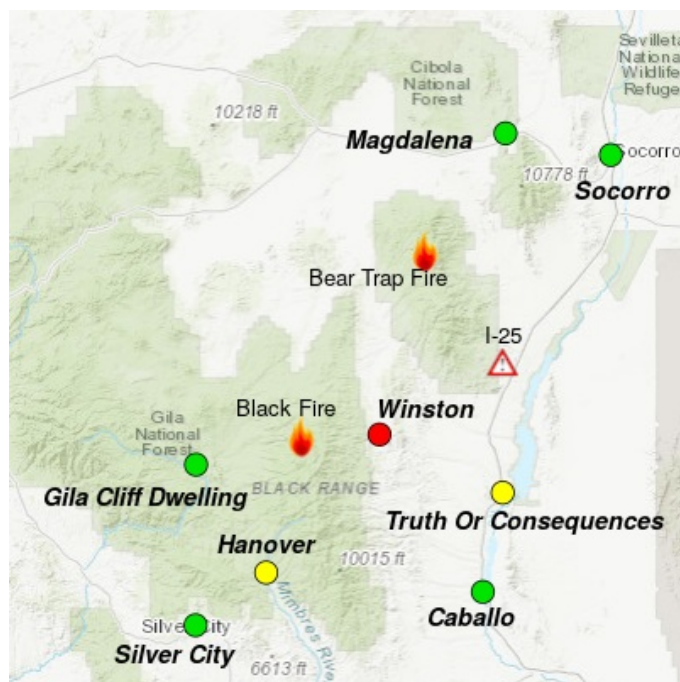 Sevilleta
National
Wildlife
Refuge
Cibola
National
Forest
10218 ft
Magdalena
Socorro
10778 ft
Socorro
Bear Trap Fire
I-25
Black Fire
Winston
Gila
National
Forest
Gila Cliff Dwelling
BLACK RANGE
Truth Or Consequences
Hanover
10015 ft
Mimbres River
Caballo
Silver City
Silver City
6613 ft